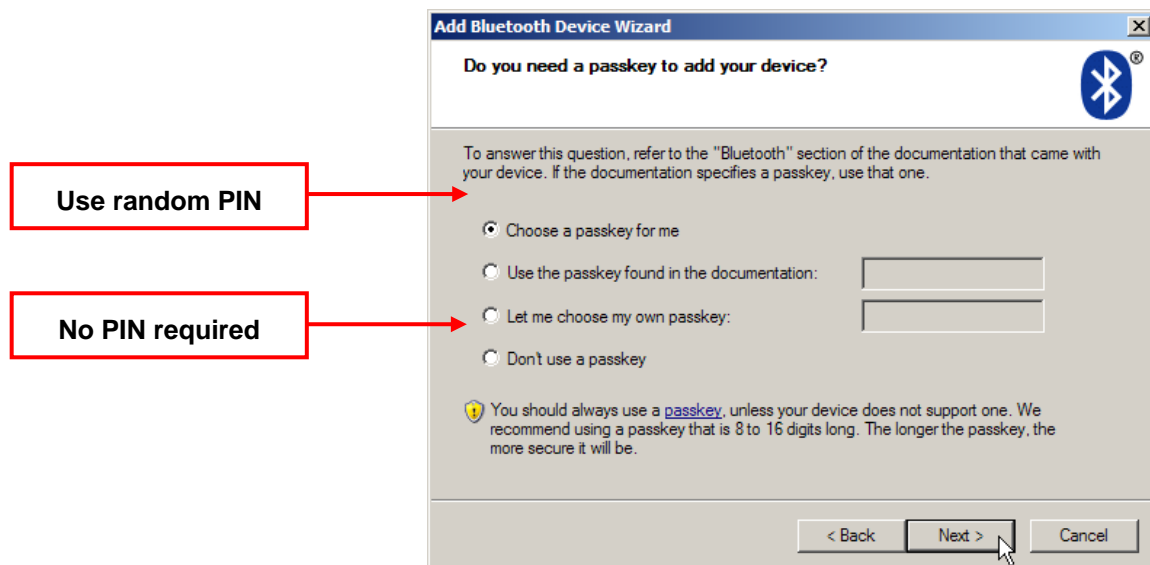 Add Bluetooth Device Wizard
Do you need a passkey to add your device?
®
To answer this question, refer to the "Bluetooth" section of the documentation that came with
your device. If the documentation specifies a passkey, use that one.
Use random PIN
Choose a passkey for me
Use the passkey found in the documentation:
No PIN required
Let me choose my own passkey:
Don't use a passkey
You should always use a passkey, unless your device does not support one. We
recommend using a passkey that is 8 to 16 digits long. The longer the passkey, the
more secure it will be.
< Back
Next >
Cancel